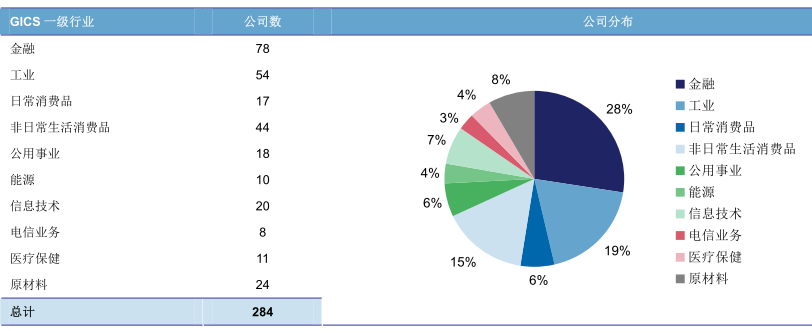 GICS 一级行业 公司数 公司分布
金融 78
工业 54
日常消费品 17
非日常生活消费品 44
公用事业 18
能源 10
信息技术 20
电信业务 8
医疗保健 11
原材料 24
总计 284
28%
19%
6%
15%
6%
4%
7%
3%
4%
8%
金融
工业
日常消费品
非日常生活消费品
公用事业
能源
信息技术
电信业务
医疗保健
原材料